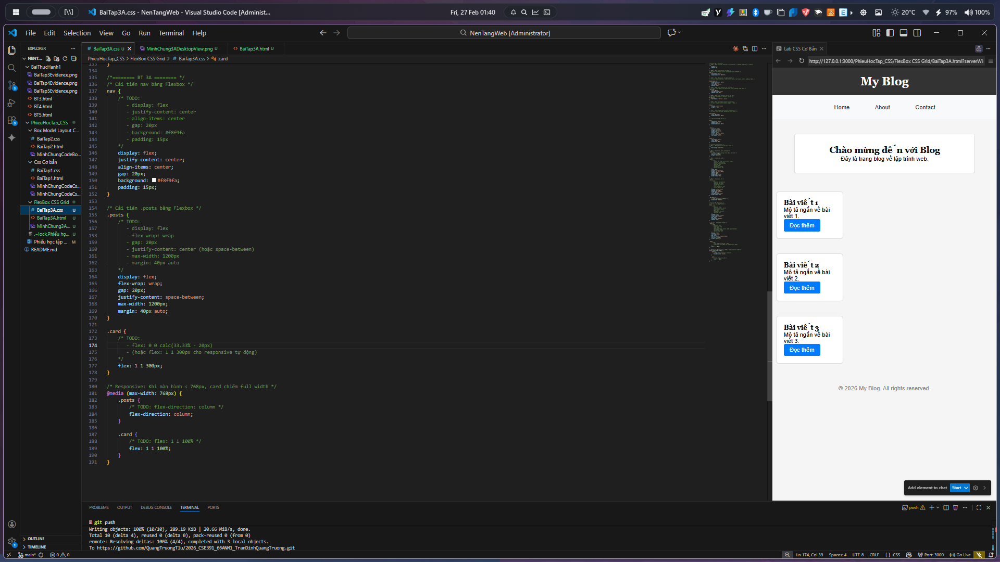 [\\]
BaiTap3A.css - NenTangWeb - Visual Studio Code [Administ...
Fri, 27 Feb 01:40
20°C
97%
100%
File Edit Selection View Go Run Terminal Help
NenTangWeb [Administrator]
EXPLORER
NENT...
BaiThucHanh1
BaiTap3Evidence.png
BaiTap4Evidence.png
BaiTap5Evidence.png
BT3.html
BT4.html
BT5.html
PhieuHocTap_CSS
Box Model Layout C...
BaiTap2.css
BaiTap2.html
MinhChungCodeBo...
Css Cơ bản
BaiTap1.css
BaiTap1.html
MinhChungCodeCs...
MinhChungCodeCs...
FlexBox CSS Grid
BaiTap3A.css U
BaiTap3A.html U
MinhChung3A... U
.~lock.Phiếu họ... U
Phiếu học tập ... M
README.md
OUTLINE
TIMELINE
BaiTap3A.css U
MinhChung3ADesktopView.png U
BaiTap3A.html U
PhieuHocTap_CSS > FlexBox CSS Grid > BaiTap3A.css > .card
133 }
134
135 /*======== BT 3A ======== */
136 /* Cải tiến nav bằng Flexbox */
137 nav {
138 /* TODO:
139 - display: flex
140 - justify-content: center
141 - align-items: center
142 - gap: 20px
143 - background: #f8f9fa
144 - padding: 15px
145 */
146 display: flex;
147 justify-content: center;
148 align-items: center;
149 gap: 20px;
150 background: #f8f9fa;
151 padding: 15px;
152 }
153
154 /* Cải tiến .posts bằng Flexbox */
155 .posts {
156 /* TODO:
157 - display: flex
158 - flex-wrap: wrap
159 - gap: 20px
160 - justify-content: center (hoặc space-between)
161 - max-width: 1200px
162 - margin: 40px auto
163 */
164 display: flex;
165 flex-wrap: wrap;
166 gap: 20px;
167 justify-content: space-between;
168 max-width: 1200px;
169 margin: 40px auto;
170 }
171
172 .card {
173 /* TODO:
174 - flex: 0 0 calc(33.33% - 20px)
175 - (hoặc flex: 1 1 300px cho responsive tự động)
176 */
177 flex: 1 1 300px;
178 }
179
180 /* Responsive: Khi màn hình < 768px, card chiếm full width */
181 @media (max-width: 768px) {
182 .posts {
183 /* TODO: flex-direction: column */
184 flex-direction: column;
185 }
186
187 .card {
188 /* TODO: flex: 1 1 100% */
189 flex: 1 1 100%;
190 }
191 }
Lab CSS Cơ Bản
http://127.0.0.1:3000/PhieuHocTap_CSS/FlexBox CSS Grid/BaiTap3A.html?serverWi
My Blog
Home About Contact
Chào mừng đến với Blog
Đây là trang blog về lập trình web.
Bài viết 1
Mô tả ngắn về bài
viết 1.
Đọc thêm
Bài viết 2
Mô tả ngắn về bài
viết 2.
Đọc thêm
Bài viết 3
Mô tả ngắn về bài
viết 3.
Đọc thêm
© 2026 My Blog. All rights reserved.
Add element to chat Start
PROBLEMS OUTPUT DEBUG CONSOLE TERMINAL PORTS
pwsh
git push
Writing objects: 100% (10/10), 289.19 KiB | 20.66 MiB/s, done.
Total 10 (delta 4), reused 0 (delta 0), pack-reused 0 (from 0)
remote: Resolving deltas: 100% (4/4), completed with 3 local objects.
To https://github.com/QuangTruongTlu/2026_CSE391_66ANM1_TranDinhQuangTruong.git
main* 0 0
Ln 174, Col 39 Spaces: 4 UTF-8 CRLF { } CSS Port: 3000 Go Live